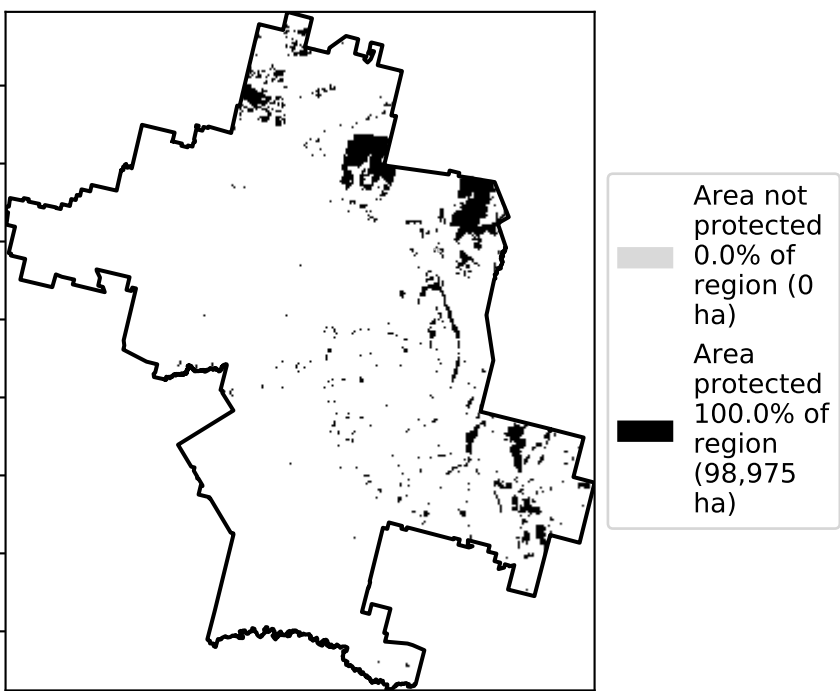 Area not
protected
0.0% of
region (0
ha)
Area
protected
100.0% of
region
(98,975
ha)